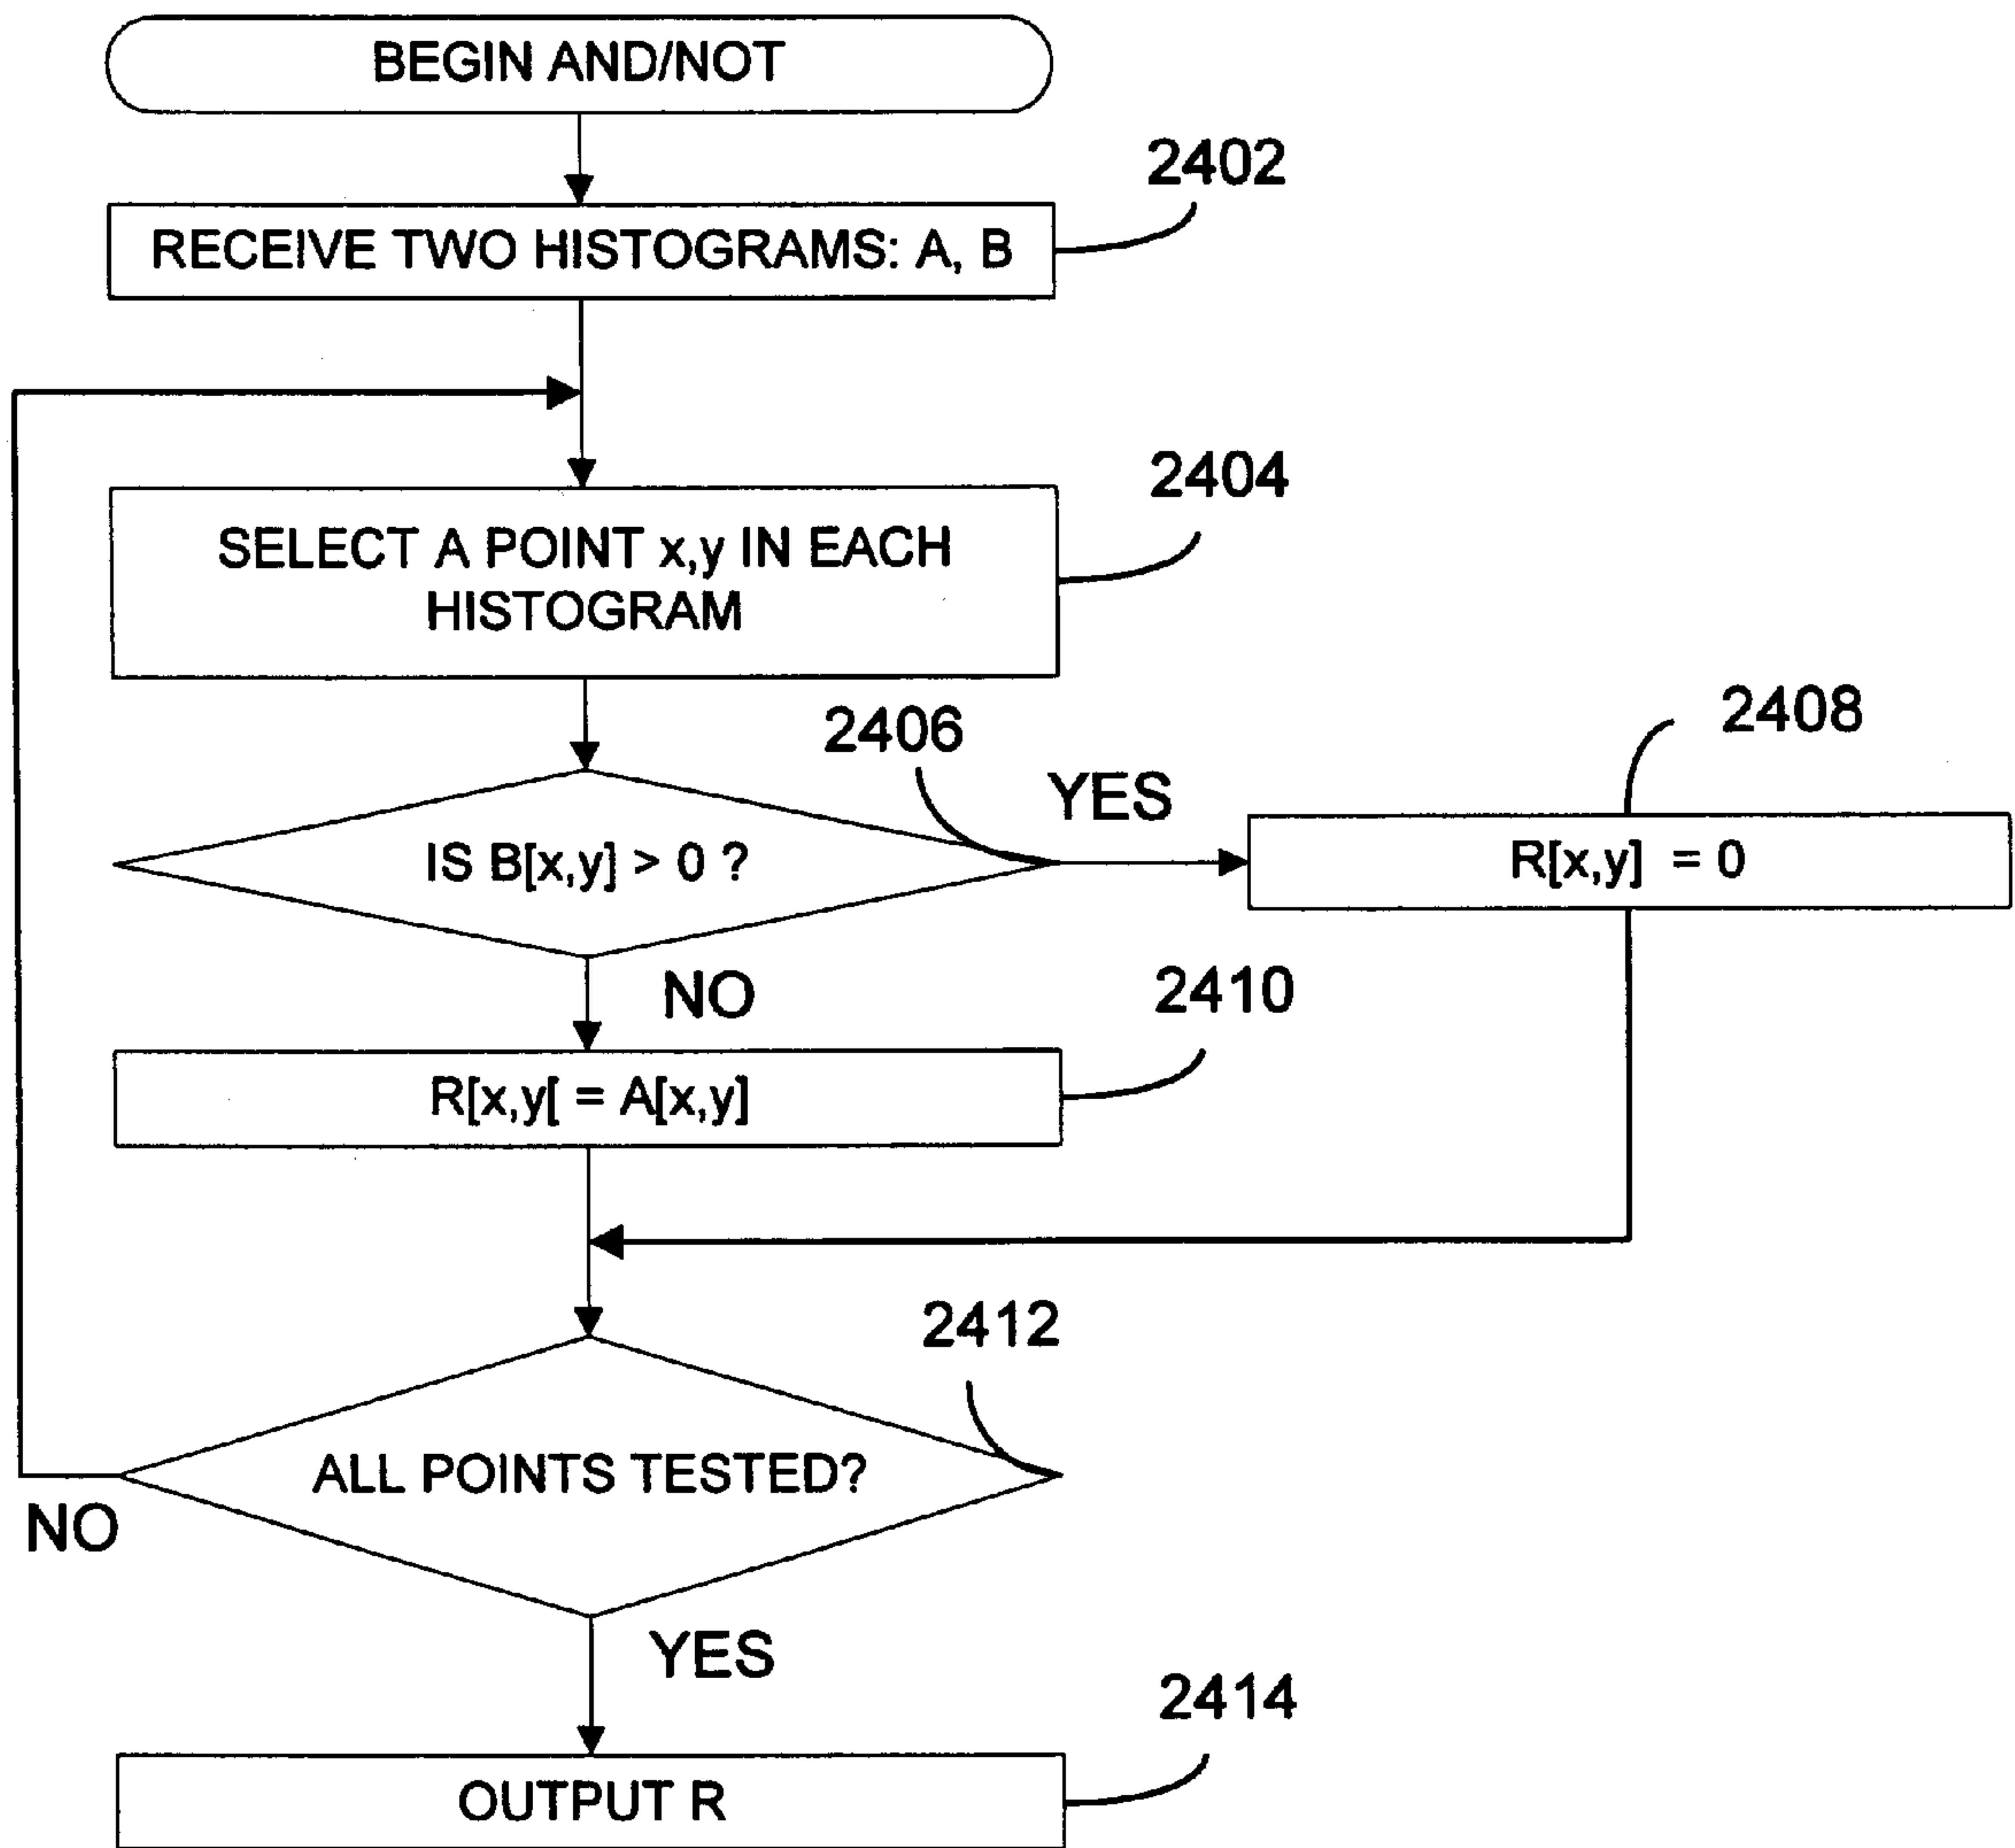 BEGIN AND/NOT
2402
RECEIVE TWO HISTOGRAMS: A, B
2404
SELECT A POINT x,y IN EACH
HISTOGRAM
2406
YES
2408
IS B[x,y] > 0 ?
R[x,y] = 0
NO
2410
R[x,y[ = A[x,y]
2412
ALL POINTS TESTED?
NO
YES
2414
OUTPUT R